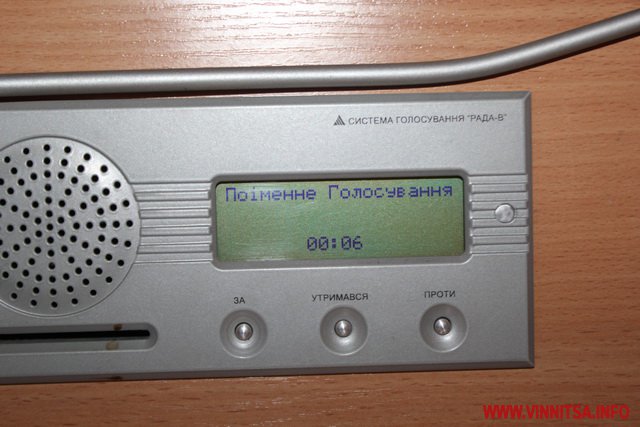 СИСТЕМА ГОЛОСУВАННЯ "РАДА-В"
Поіменне Голосування
00:06
ЗА УТРИМАВСЯ ПРОТИ
WWW.VINNITSA.INFO